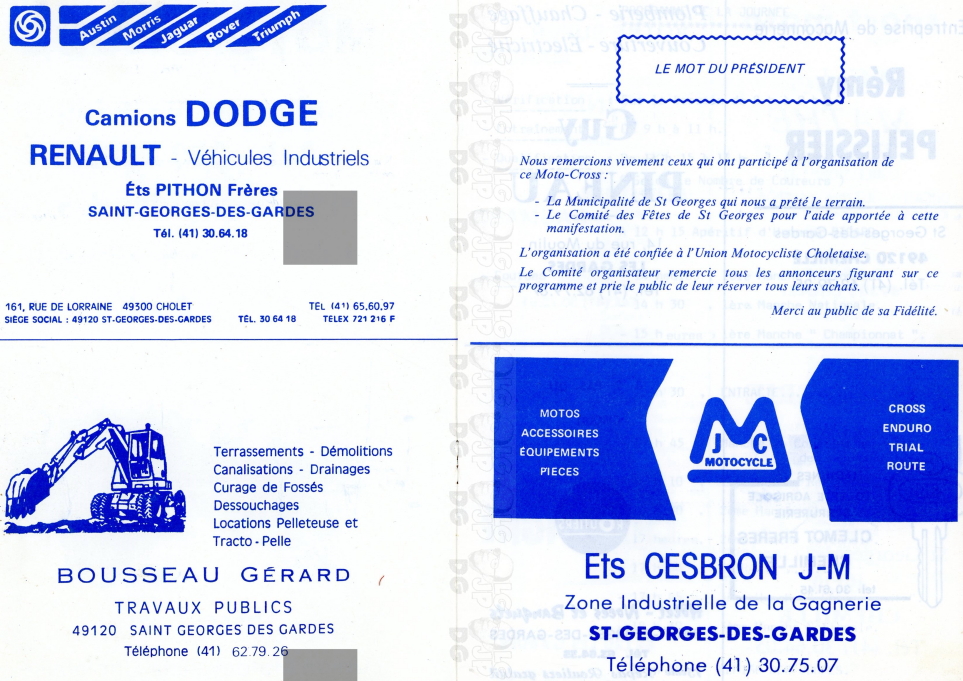 Austin Morris Jaguar Rover Triumph
Camions DODGE
RENAULT - Véhicules Industriels
Éts PITHON Frères
SAINT-GEORGES-DES-GARDES
Tél. (41) 30.64.18
161, RUE DE LORRAINE 49300 CHOLET TEL (41) 65,60,97
SIÈGE SOCIAL : 49120 ST-GEORGES-DES-GARDES TÉL. 30 64 18 TELEX 721 216 F
Terrassements - Démolitions
Canalisations - Drainages
Curage de Fossés
Dessouchages
Locations Pelleteuse et
Tracto-Pelle
BOUSSEAU GÉRARD
TRAVAUX PUBLICS
49120 SAINT GEORGES DES GARDES
Téléphone (41) 62.79.26
LE MOT DU PRÉSIDENT
Nous remercions vivement ceux qui ont participé à l'organisation de
ce Moto-Cross :
- La Municipalité de St Georges qui nous a prêté le terrain.
- Le Comité des Fêtes de St Georges pour l'aide apportée à cette
manifestation.
L'organisation a été confiée à l'Union Motocycliste Choletaise.
Le Comité organisateur remercie tous les annonceurs figurant sur ce
programme et prie le public de leur réserver tous leurs achats.
Merci au public de sa Fidélité.
MOTOS
ACCESSOIRES
ÉQUIPEMENTS
PIECES
J M C
MOTOCYCLE
CROSS
ENDURO
TRIAL
ROUTE
Ets CESBRON J-M
Zone Industrielle de la Gagnerie
ST-GEORGES-DES-GARDES
Téléphone (41) 30.75.07